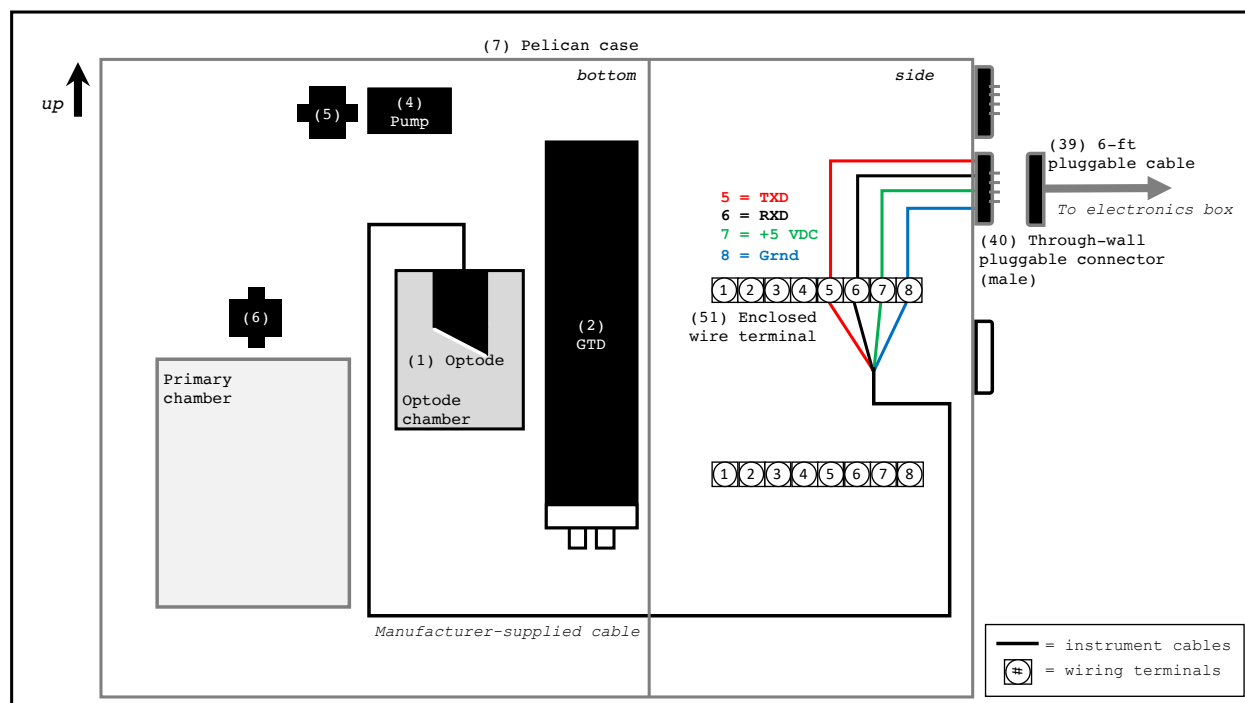 (7) Pelican case
bottom
side
up
(5)
(4)
Pump
(39) 6-ft
pluggable cable
To electronics box
5 = TXD
6 = RXD
7 = +5 VDC
8 = Grnd
(40) Through-wall
pluggable connector
(male)
1 2 3 4 5 6 7 8
(51) Enclosed
wire terminal
(6)
(2)
GTD
(1) Optode
Optode
chamber
Primary
chamber
1 2 3 4 5 6 7 8
Manufacturer-supplied cable
= instrument cables
# = wiring terminals